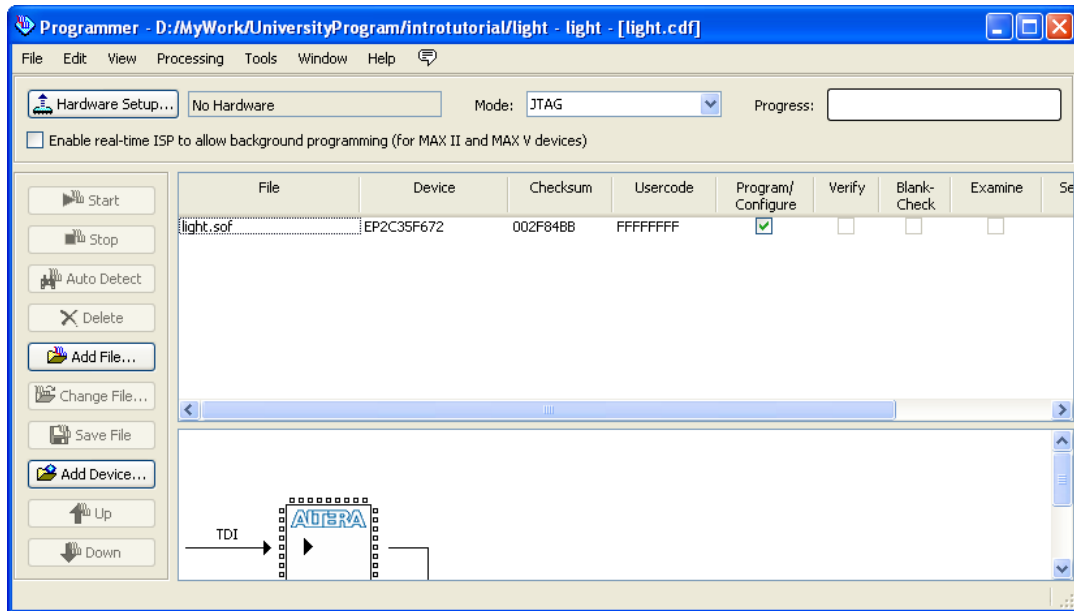 Programmer - D:/MyWork/UniversityProgram/introtutorial/light - light - [light.cdf]
File Edit View Processing Tools Window Help
Hardware Setup... No Hardware Mode: JTAG Progress:
Enable real-time ISP to allow background programming (for MAX II and MAX V devices)
Start
Stop
Auto Detect
Delete
Add File...
Change File...
Save File
Add Device...
Up
Down
File Device Checksum Usercode Program/ Configure Verify Blank- Check Examine Se
light.sof EP2C35F672 002F84BB FFFFFFFF
TDI
ALTERA